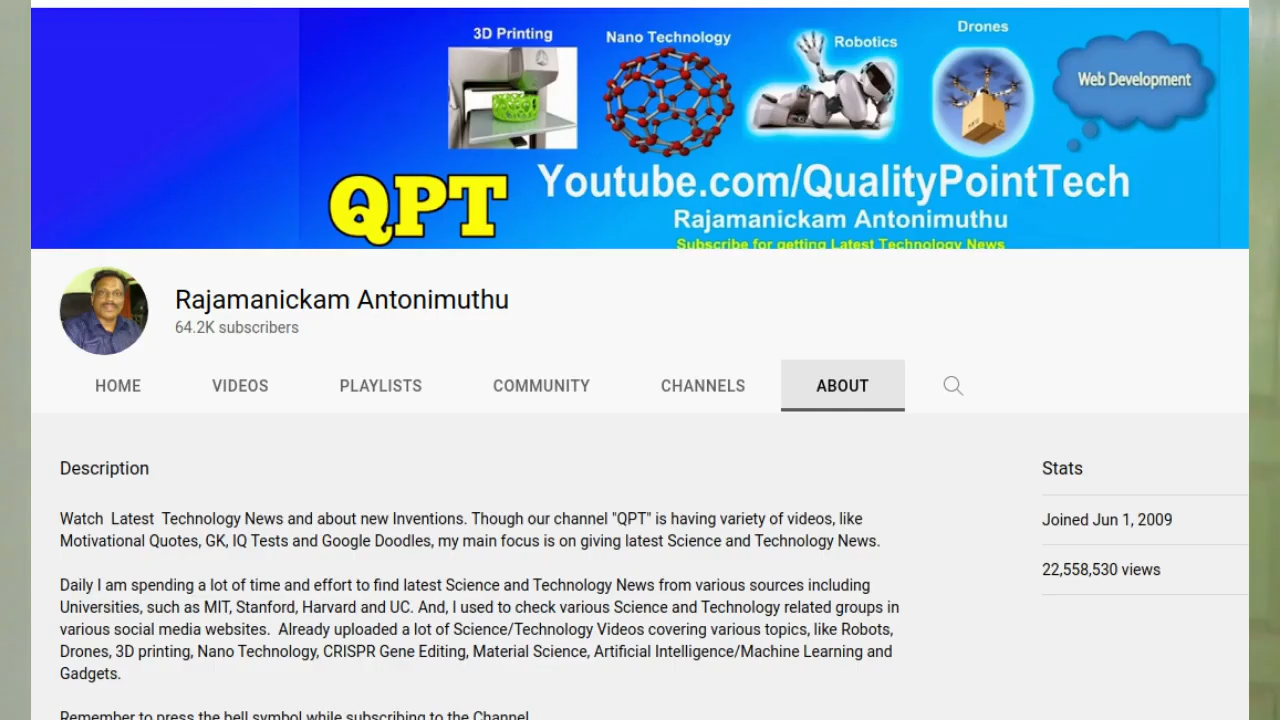 3D Printing
Nano Technology
Robotics
Drones
Web Development
QPT
Youtube.com/QualityPointTech
Rajamanickam Antonimuthu
Subscribe for getting Latest Technology News
Rajamanickam Antonimuthu
64.2K subscribers
HOME VIDEOS PLAYLISTS COMMUNITY CHANNELS ABOUT
Description
Watch Latest Technology News and about new Inventions. Though our channel "QPT" is having variety of videos, like
Motivational Quotes, GK, IQ Tests and Google Doodles, my main focus is on giving latest Science and Technology News.
Daily I am spending a lot of time and effort to find latest Science and Technology News from various sources including
Universities, such as MIT, Stanford, Harvard and UC. And, I used to check various Science and Technology related groups in
various social media websites. Already uploaded a lot of Science/Technology Videos covering various topics, like Robots,
Drones, 3D printing, Nano Technology, CRISPR Gene Editing, Material Science, Artificial Intelligence/Machine Learning and
Gadgets.
Remember to press the bell symbol while subscribing to the Channel
Stats
Joined Jun 1, 2009
22,558,530 views